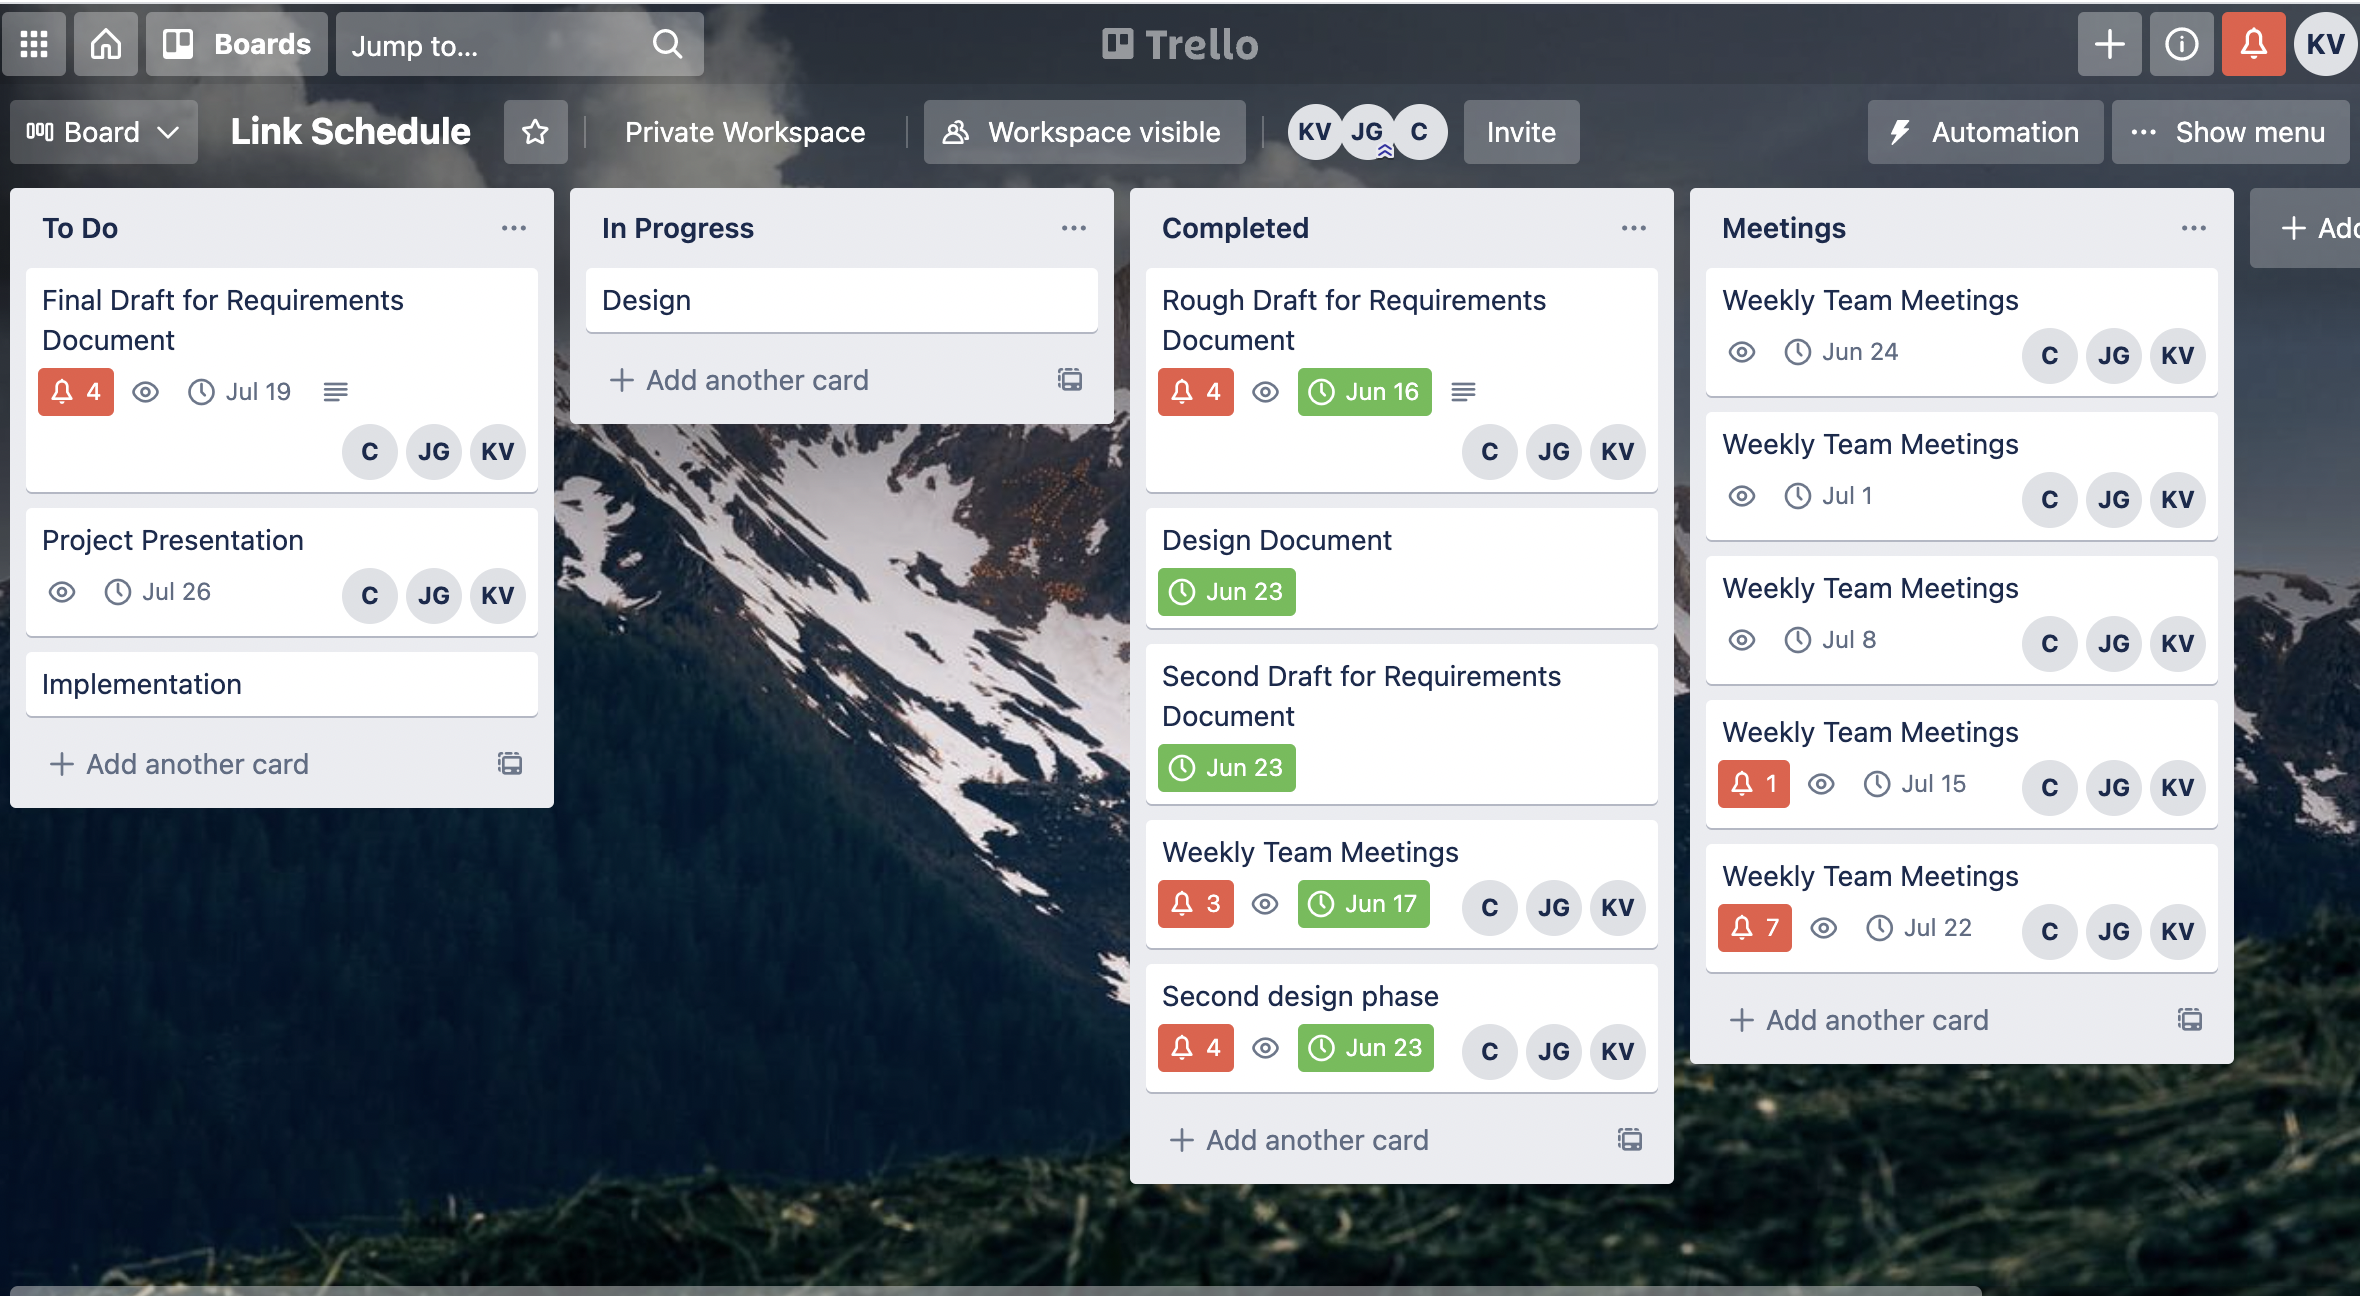 Boards
Jump to...
Trello
KV
Board
Link Schedule
Private Workspace
Workspace visible
KV JG C
Invite
Automation
... Show menu
To Do
Final Draft for Requirements
Document
4
Jul 19
C JG KV
Project Presentation
Jul 26
C JG KV
Implementation
+ Add another card
In Progress
Design
+ Add another card
Completed
Rough Draft for Requirements
Document
4
Jun 16
C JG KV
Design Document
Jun 23
Second Draft for Requirements
Document
Jun 23
Weekly Team Meetings
3
Jun 17
C JG KV
Second design phase
4
Jun 23
C JG KV
+ Add another card
Meetings
Weekly Team Meetings
Jun 24
C JG KV
Weekly Team Meetings
Jul 1
C JG KV
Weekly Team Meetings
Jul 8
C JG KV
Weekly Team Meetings
1
Jul 15
C JG KV
Weekly Team Meetings
7
Jul 22
C JG KV
+ Add another card
+ Add